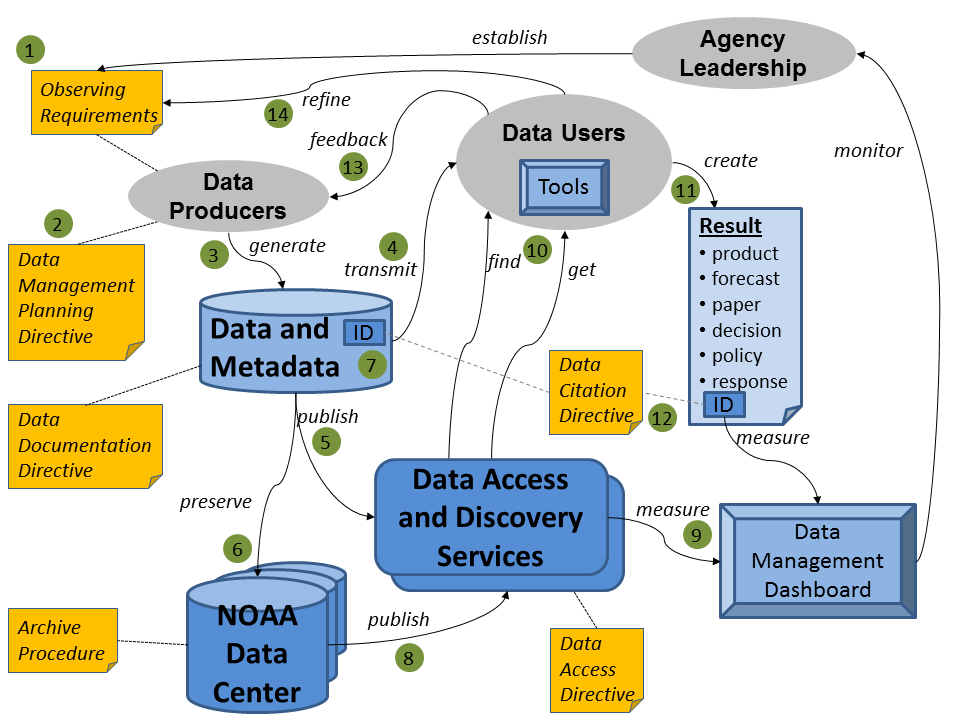 establish
Agency
Leadership
1
Observing
Requirements
14
refine
feedback
13
Data Users
Tools
create
11
monitor
Data
Producers
2
3
generate
4
transmit
find
10
get
Result
• product
• forecast
• paper
• decision
• policy
• response
ID
Data
Management
Planning
Directive
Data and
Metadata
ID
7
Data
Citation
Directive
12
Data
Documentation
Directive
publish
5
measure
preserve
6
Data Access
and Discovery
Services
measure
9
Data
Management
Dashboard
NOAA
Data
Center
publish
8
Archive
Procedure
Data
Access
Directive